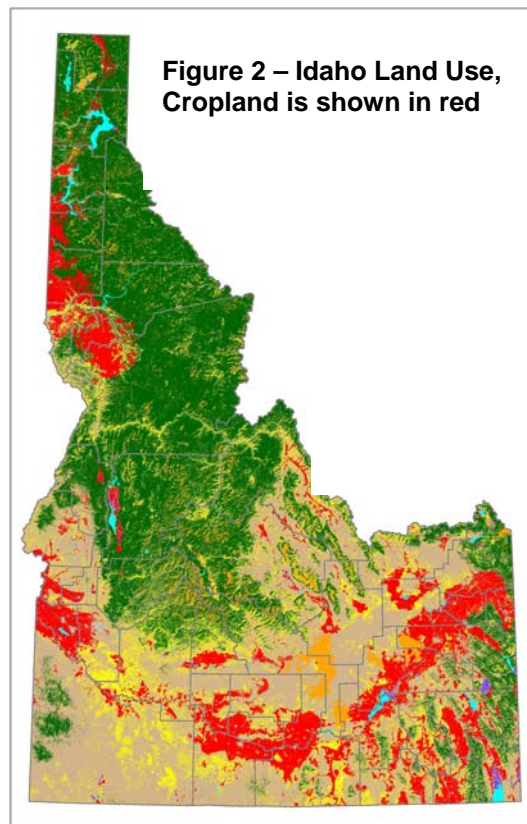 Figure 2 – Idaho Land Use,
Cropland is shown in red